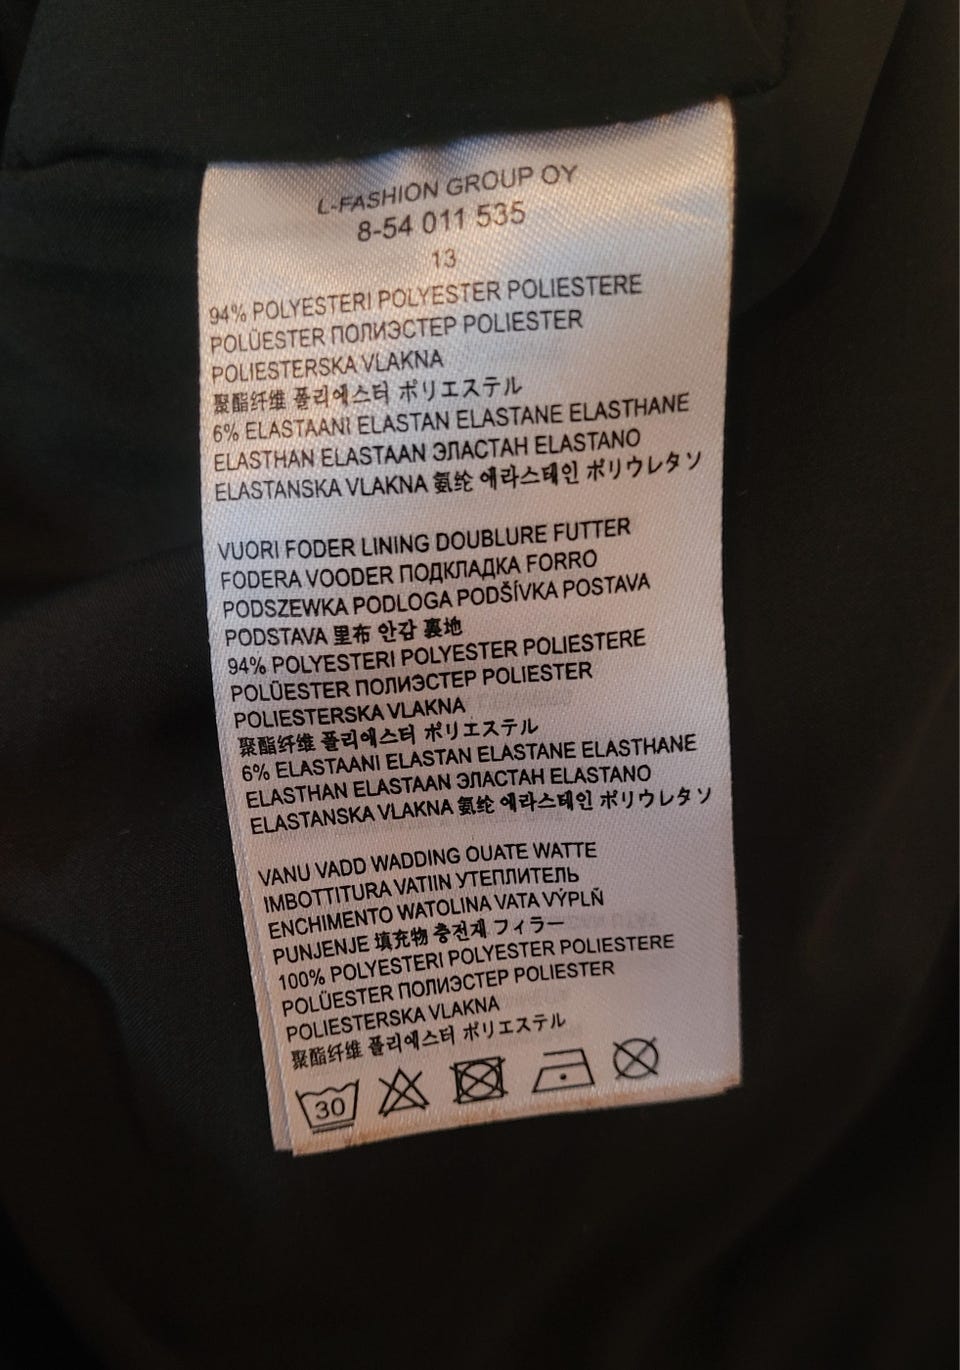 L-FASHION GROUP OY
8-54 011 535
13
94% POLYESTERI POLYESTER POLIESTERE
POLÜESTER ПОЛИЭСТЕР POLIESTER
POLIESTERSKA VLAKNA
聚酯纤维 폴리에스터 ポリエステル
6% ELASTAANI ELASTAN ELASTANE ELASTHANE
ELASTHAN ELASTAAN ЭЛАСТАН ELASTANO
ELASTANSKA VLAKNA 氨纶 에라스테인 ポリウレタソ
VUORI FODER LINING DOUBLURE FUTTER
FODERA VOODER ПОДКЛАДКА FORRO
PODSZEWKA PODLOGA PODŠÍVKA POSTAVA
PODSTAVA 里布 안감 裏地
94% POLYESTERI POLYESTER POLIESTERE
POLÜESTER ПОЛИЭСТЕР POLIESTER
POLIESTERSKA VLAKNA
聚酯纤维 폴리에스터 ポリエステル
6% ELASTAANI ELASTAN ELASTANE ELASTHANE
ELASTHAN ELASTAAN ЭЛАСТАН ELASTANO
ELASTANSKA VLAKNA 氨纶 에라스테인 ポリウレタソ
VANU VADD WADDING OUATE WATTE
IMBOTTITURA VATIIN УТЕПЛИТЕЛЬ
ENCHIMENTO WATOLINA VATA VÝPLŇ
PUNJENJE 填充物 충전재 フィラー
100% POLYESTERI POLYESTER POLIESTERE
POLÜESTER ПОЛИЭСТЕР POLIESTER
POLIESTERSKA VLAKNA
聚酯纤维 폴리에스터 ポリエステル
30